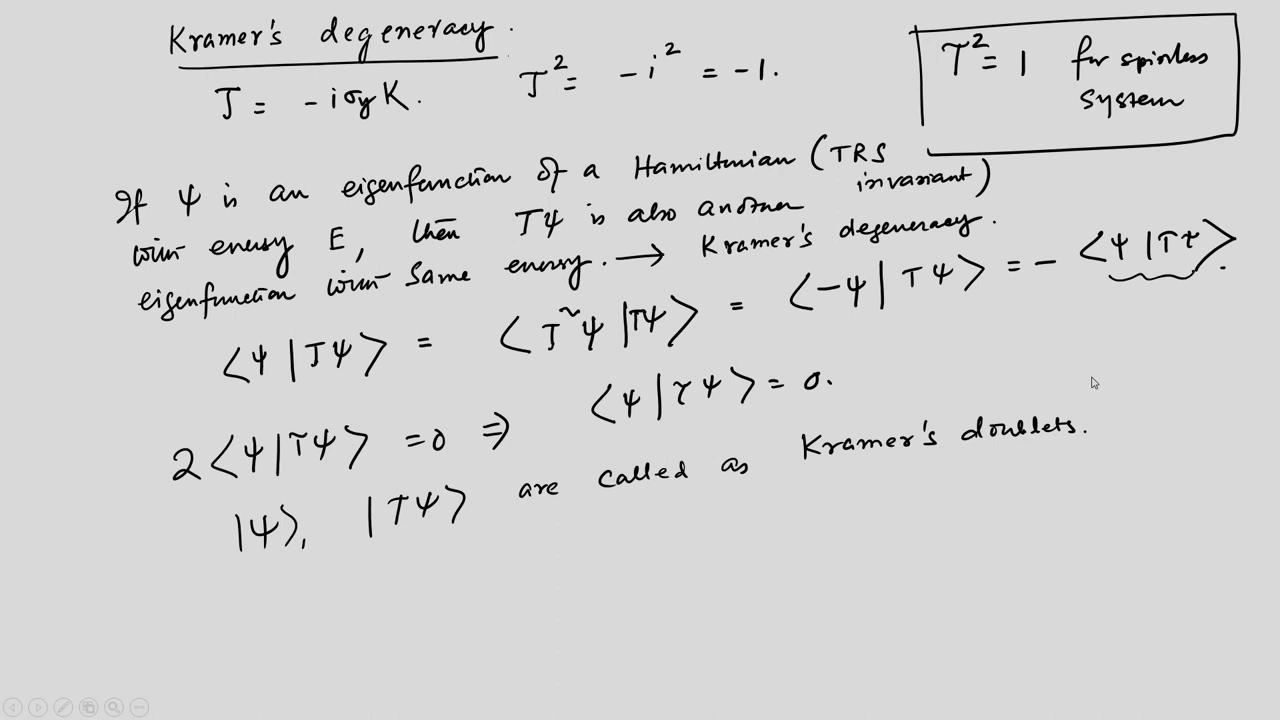 Kramer's degeneracy.
T = -iσyK. T² = -i² = -1.
T² = 1 for spinless
system
If ψ is an eigenfunction of a Hamiltonian (TRS
invariant)
with energy E, then Tψ is also another
eigenfunction with same energy. → Kramer's degeneracy.
⟨ψ|Tψ⟩ = ⟨T²ψ|Tψ⟩ = ⟨-ψ|Tψ⟩ = - ⟨ψ|Tψ⟩.
2⟨ψ|Tψ⟩ = 0 ⇒ ⟨ψ|Tψ⟩ = 0.
|ψ⟩, |Tψ⟩ are called as Kramer's doublets.